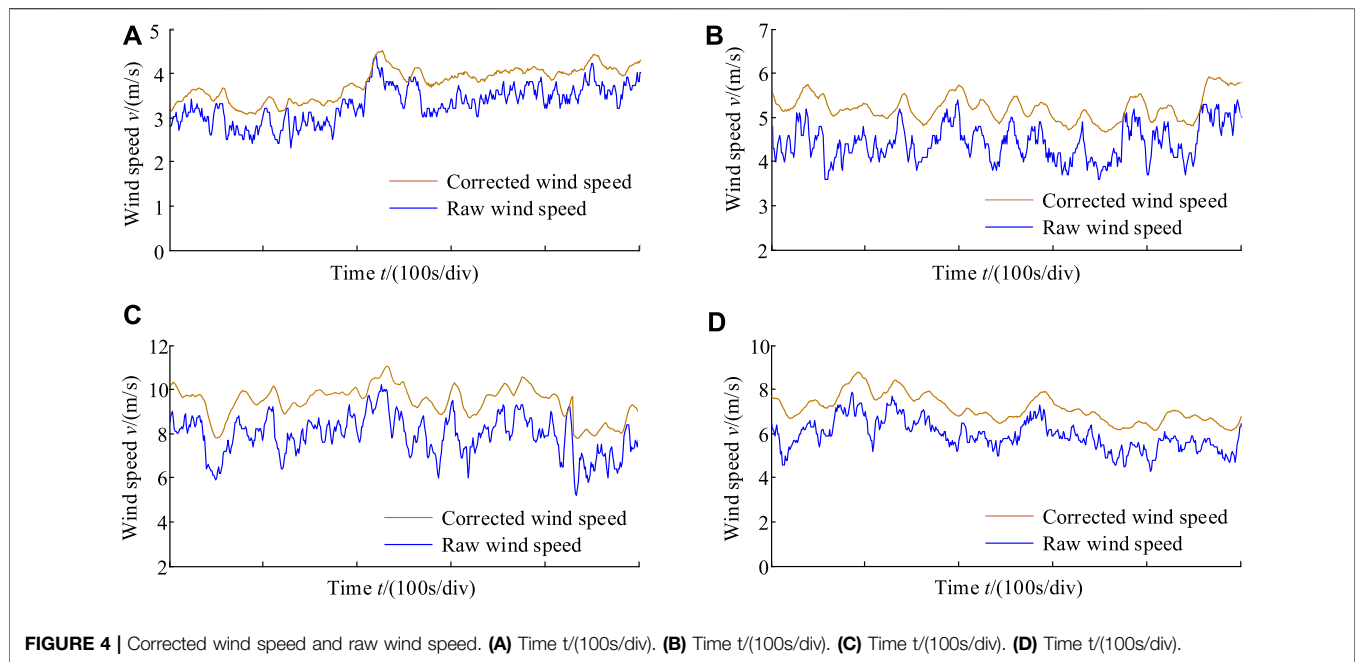 A
Wind speed v/(m/s)
5
4
3
2
1
0
Corrected wind speed
Raw wind speed
Time t/(100s/div)
B
Wind speed v/(m/s)
7
6
5
4
3
2
Corrected wind speed
Raw wind speed
Time t/(100s/div)
C
Wind speed v/(m/s)
12
10
8
6
4
2
Corrected wind speed
Raw wind speed
Time t/(100s/div)
D
Wind speed v/(m/s)
10
8
6
4
2
0
Corrected wind speed
Raw wind speed
Time t/(100s/div)
FIGURE 4 | Corrected wind speed and raw wind speed. (A) Time t/(100s/div). (B) Time t/(100s/div). (C) Time t/(100s/div). (D) Time t/(100s/div).